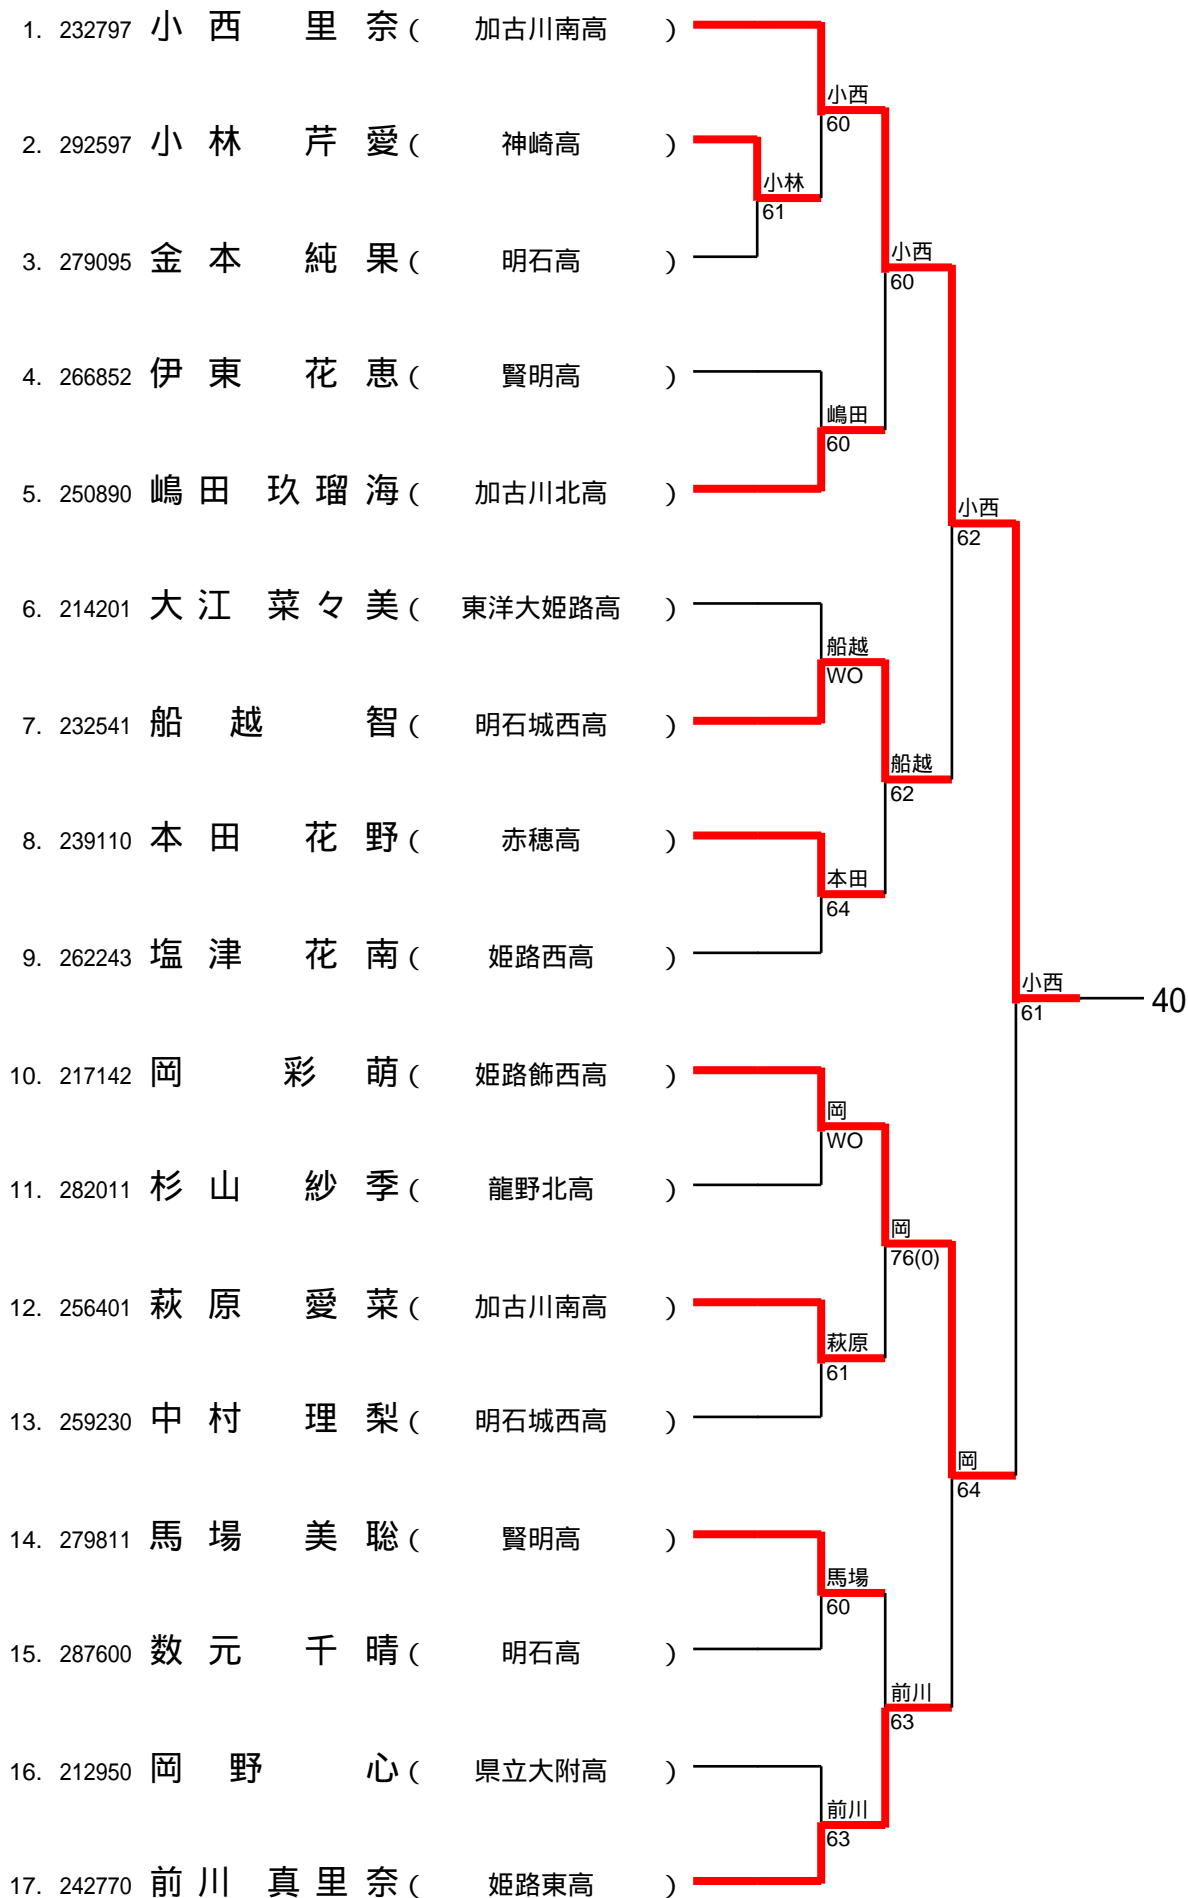 1. 232797 小西 里奈 ( 加古川南高 )
小西
60
2. 292597 小林 芹愛 ( 神崎高 )
小林
61
3. 279095 金本 純果 ( 明石高 )
小西
60
4. 266852 伊東 花恵 ( 賢明高 )
嶋田
60
5. 250890 嶋田 玖瑠海 ( 加古川北高 )
小西
62
6. 214201 大江 菜々美 ( 東洋大姫路高 )
船越
WO
7. 232541 船越 智 ( 明石城西高 )
船越
62
8. 239110 本田 花野 ( 赤穂高 )
本田
64
9. 262243 塩津 花南 ( 姫路西高 )
小西
61
40
10. 217142 岡 彩萌 ( 姫路飾西高 )
岡
WO
11. 282011 杉山 紗季 ( 龍野北高 )
岡
76(0)
12. 256401 萩原 愛菜 ( 加古川南高 )
萩原
61
13. 259230 中村 理梨 ( 明石城西高 )
岡
64
14. 279811 馬場 美聡 ( 賢明高 )
馬場
60
15. 287600 数元 千晴 ( 明石高 )
前川
63
16. 212950 岡野 心 ( 県立大附高 )
前川
63
17. 242770 前川 真里奈 ( 姫路東高 )